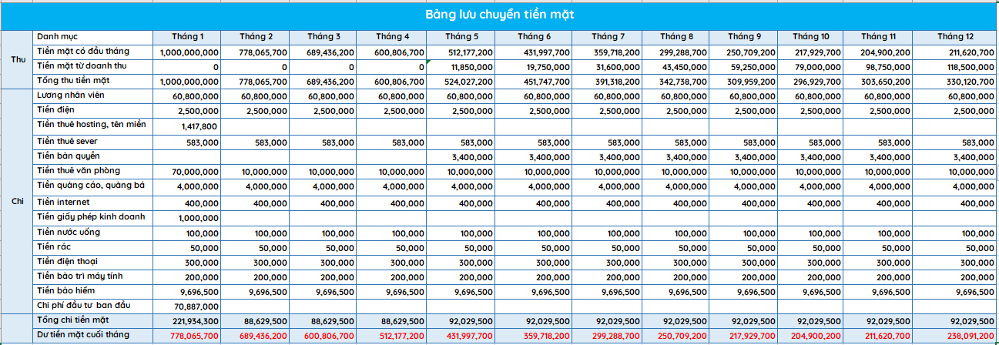 Bảng lưu chuyển tiền mặt
Danh mục Tháng 1 Tháng 2 Tháng 3 Tháng 4 Tháng 5 Tháng 6 Tháng 7 Tháng 8 Tháng 9 Tháng 10 Tháng 11 Tháng 12
Thu
Tiền mặt có đầu tháng 1,000,000,000 778,065,700 689,436,200 600,806,700 512,177,200 431,997,700 359,718,200 299,288,700 250,709,200 217,929,700 204,900,200 211,620,700
Tiền mặt từ doanh thu 0 0 0 0 11,850,000 19,750,000 31,600,000 43,450,000 59,250,000 79,000,000 98,750,000 118,500,000
Tổng thu tiền mặt 1,000,000,000 778,065,700 689,436,200 600,806,700 524,027,200 451,747,700 391,318,200 342,738,700 309,959,200 296,929,700 303,650,200 330,120,700
Chi
Lương nhân viên 60,800,000 60,800,000 60,800,000 60,800,000 60,800,000 60,800,000 60,800,000 60,800,000 60,800,000 60,800,000 60,800,000 60,800,000
Tiền điện 2,500,000 2,500,000 2,500,000 2,500,000 2,500,000 2,500,000 2,500,000 2,500,000 2,500,000 2,500,000 2,500,000 2,500,000
Tiền thuê hosting, tên miền 1,417,800
Tiền thuê sever 583,000 583,000 583,000 583,000 583,000 583,000 583,000 583,000 583,000 583,000 583,000 583,000
Tiền bản quyền 3,400,000 3,400,000 3,400,000 3,400,000 3,400,000 3,400,000 3,400,000 3,400,000
Tiền thuê văn phòng 70,000,000 10,000,000 10,000,000 10,000,000 10,000,000 10,000,000 10,000,000 10,000,000 10,000,000 10,000,000 10,000,000 10,000,000
Tiền quảng cáo, quảng bá 4,000,000 4,000,000 4,000,000 4,000,000 4,000,000 4,000,000 4,000,000 4,000,000 4,000,000 4,000,000 4,000,000 4,000,000
Tiền internet 400,000 400,000 400,000 400,000 400,000 400,000 400,000 400,000 400,000 400,000 400,000 400,000
Tiền giấy phép kinh doanh 1,000,000
Tiền nước uống 100,000 100,000 100,000 100,000 100,000 100,000 100,000 100,000 100,000 100,000 100,000 100,000
Tiền rác 50,000 50,000 50,000 50,000 50,000 50,000 50,000 50,000 50,000 50,000 50,000 50,000
Tiền điện thoại 300,000 300,000 300,000 300,000 300,000 300,000 300,000 300,000 300,000 300,000 300,000 300,000
Tiền bảo trì máy tính 200,000 200,000 200,000 200,000 200,000 200,000 200,000 200,000 200,000 200,000 200,000 200,000
Tiền bảo hiểm 9,696,500 9,696,500 9,696,500 9,696,500 9,696,500 9,696,500 9,696,500 9,696,500 9,696,500 9,696,500 9,696,500 9,696,500
Chi phí đầu tư ban đầu 70,887,000
Tổng chi tiền mặt 221,934,300 88,629,500 88,629,500 88,629,500 92,029,500 92,029,500 92,029,500 92,029,500 92,029,500 92,029,500 92,029,500 92,029,500
Dư tiền mặt cuối tháng 778,065,700 689,436,200 600,806,700 512,177,200 431,997,700 359,718,200 299,288,700 250,709,200 217,929,700 204,900,200 211,620,700 238,091,200